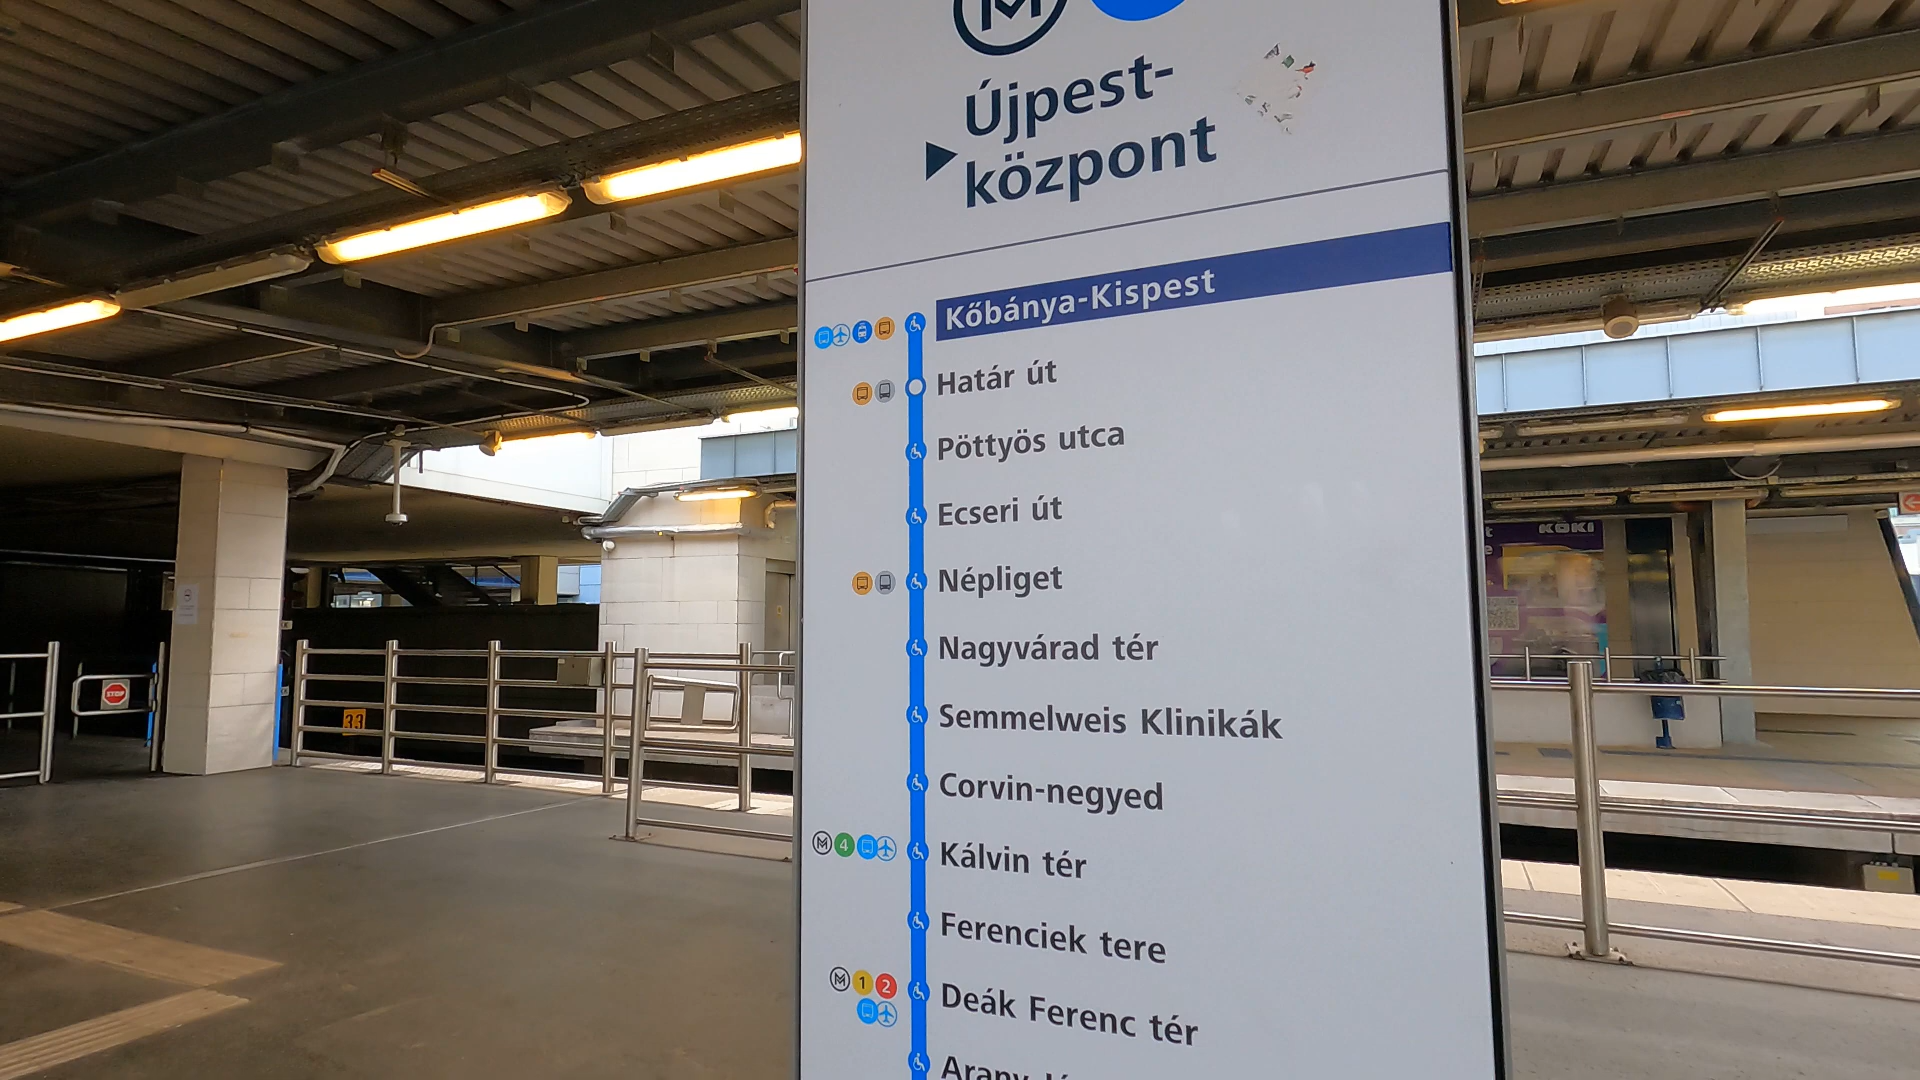 M
Újpest-
központ
Kőbánya-Kispest
Határ út
Pöttyös utca
Ecseri út
Népliget
Nagyvárad tér
Semmelweis Klinikák
Corvin-negyed
M 4 Kálvin tér
Ferenciek tere
M 1 2 Deák Ferenc tér
Arany
STOP
33
KÖKI